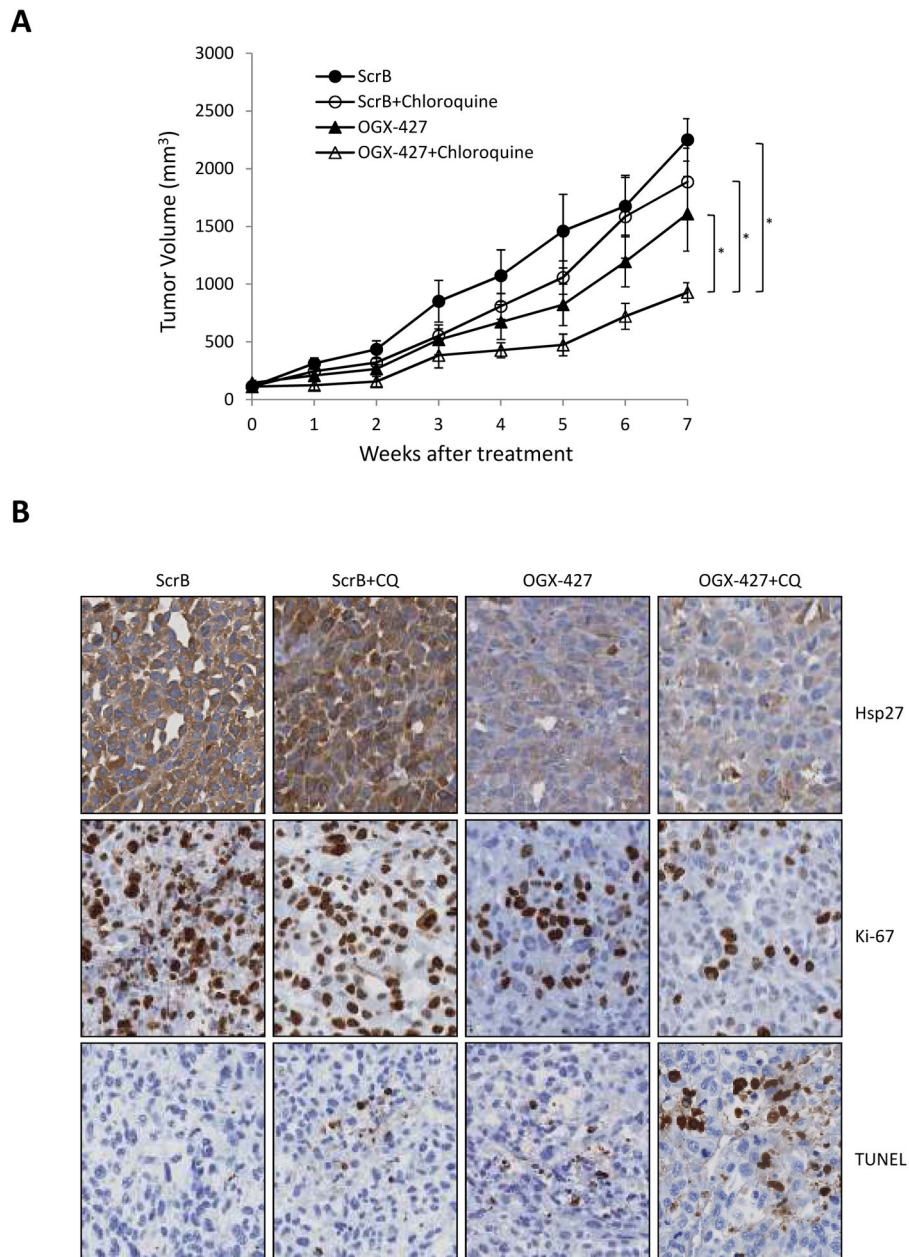 A
3000
2500
2000
1500
1000
500
0
Tumor Volume (mm³)
ScrB
ScrB+Chloroquine
OGX-427
OGX-427+Chloroquine
*
*
*
0 1 2 3 4 5 6 7
Weeks after treatment
B
ScrB ScrB+CQ OGX-427 OGX-427+CQ
Hsp27
Ki-67
TUNEL